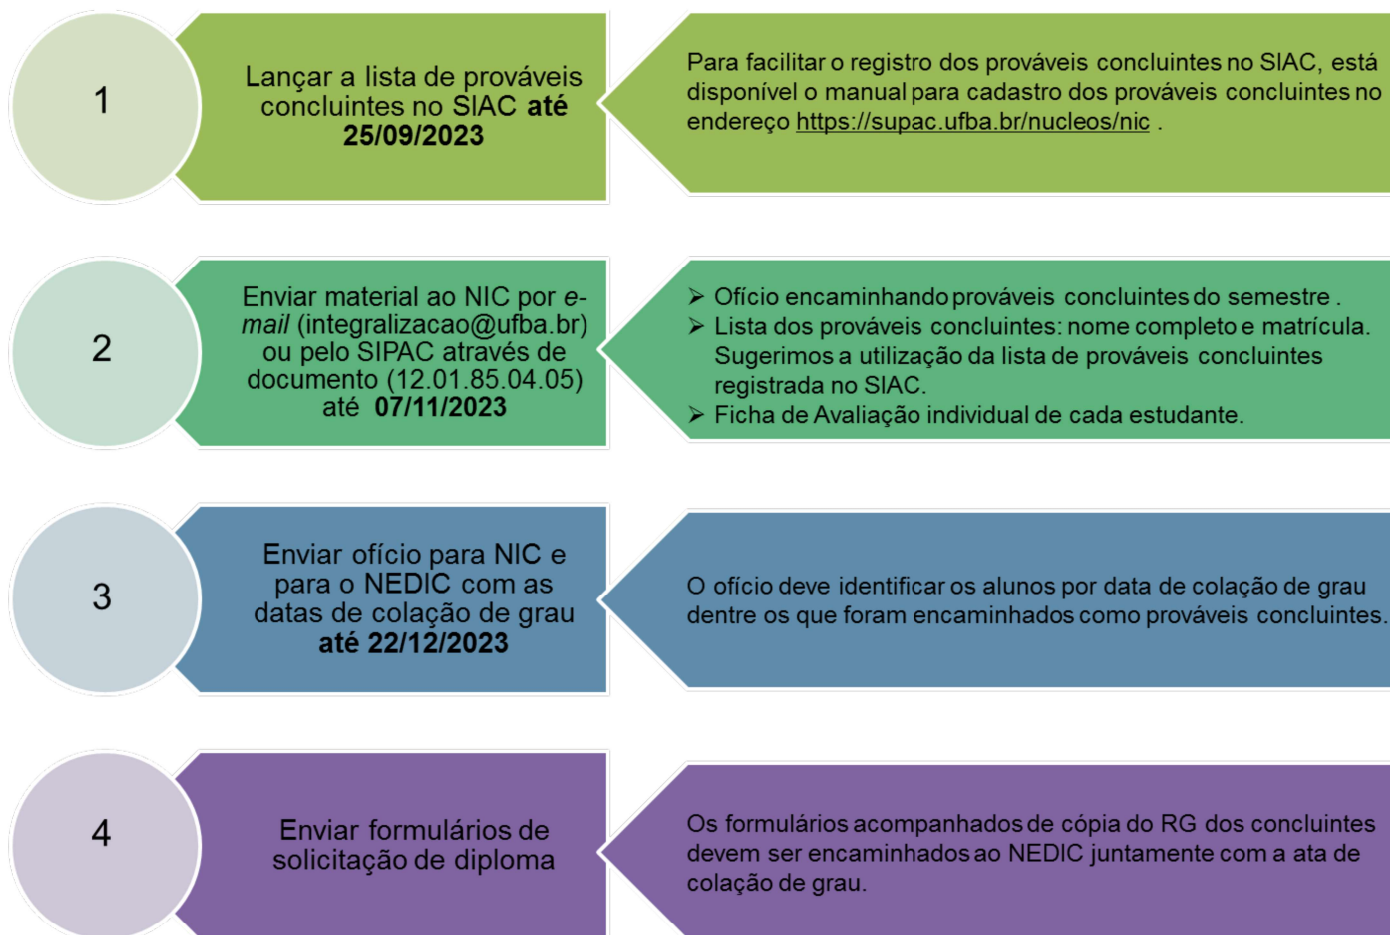 1
Lançar a lista de prováveis
concluintes no SIAC até
25/09/2023
Para facilitar o registro dos prováveis concluintes no SIAC, está
disponível o manual para cadastro dos prováveis concluintes no
endereço https://supac.ufba.br/nucleos/nic .
2
Enviar material ao NIC por e-
mail (integralizacao@ufba.br)
ou pelo SIPAC através de
documento (12.01.85.04.05)
até 07/11/2023
➢ Ofício encaminhando prováveis concluintes do semestre .
➢ Lista dos prováveis concluintes: nome completo e matrícula.
Sugerimos a utilização da lista de prováveis concluintes
registrada no SIAC.
➢ Ficha de Avaliação individual de cada estudante.
3
Enviar ofício para NIC e
para o NEDIC com as
datas de colação de grau
até 22/12/2023
O ofício deve identificar os alunos por data de colação de grau
dentre os que foram encaminhados como prováveis concluintes.
4
Enviar formulários de
solicitação de diploma
Os formulários acompanhados de cópia do RG dos concluintes
devem ser encaminhados ao NEDIC juntamente com a ata de
colação de grau.